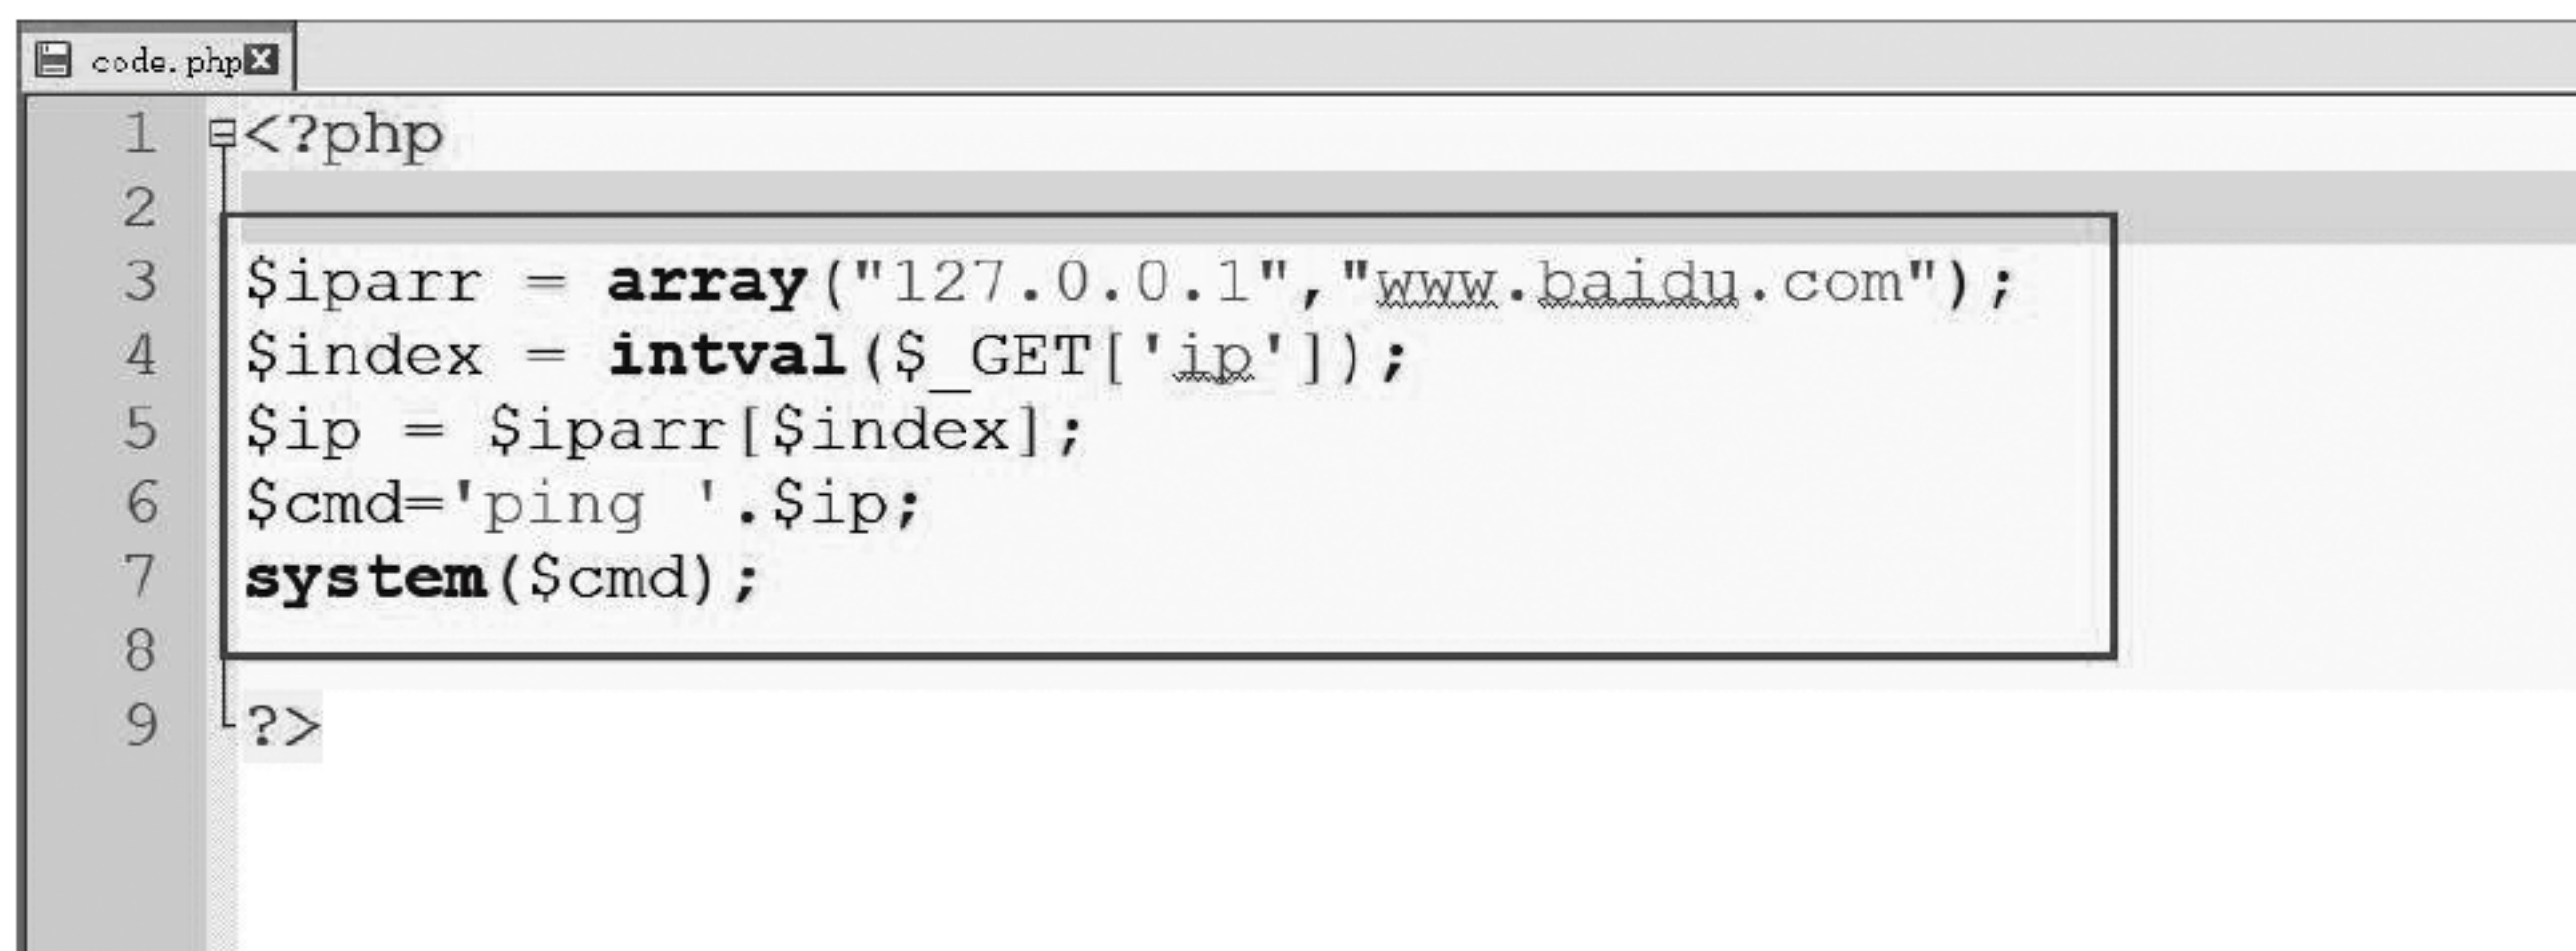 code.php
1 <?php
2
3 $iparr = array("127.0.0.1","www.baidu.com");
4 $index = intval($_GET['ip']);
5 $ip = $iparr[$index];
6 $cmd='ping '.$ip;
7 system($cmd);
8
9 ?>